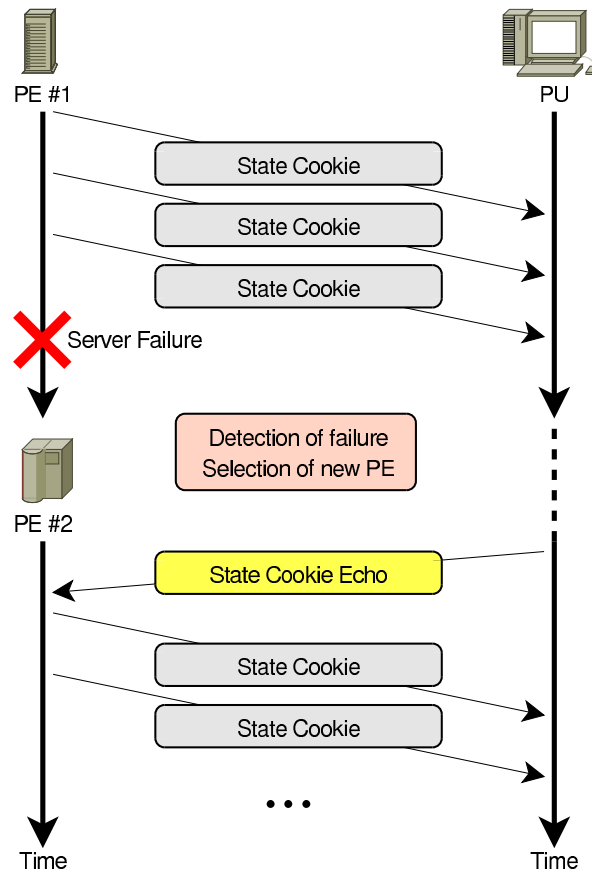 PE #1
PU
State Cookie
State Cookie
State Cookie
Server Failure
Detection of failure
Selection of new PE
PE #2
State Cookie Echo
State Cookie
State Cookie
...
Time
Time